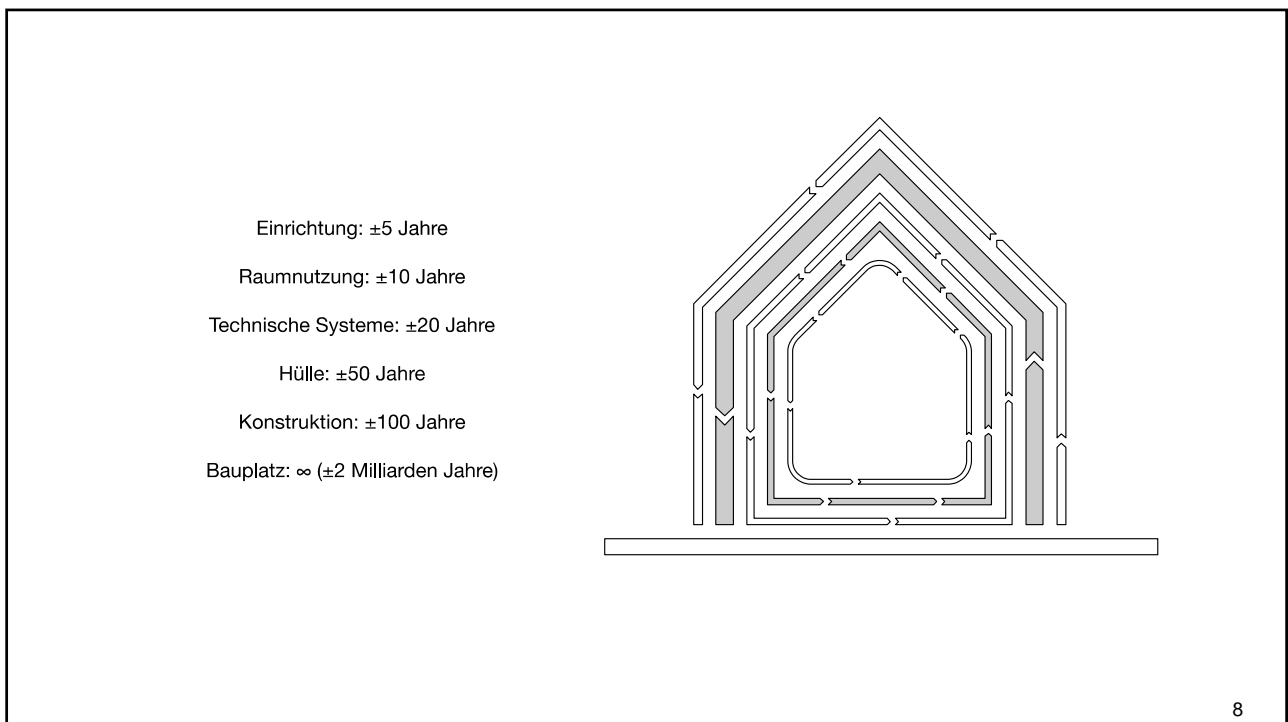 Einrichtung: ±5 Jahre
Raumnutzung: ±10 Jahre
Technische Systeme: ±20 Jahre
Hülle: ±50 Jahre
Konstruktion: ±100 Jahre
Bauplatz: ∞ (±2 Milliarden Jahre)
8